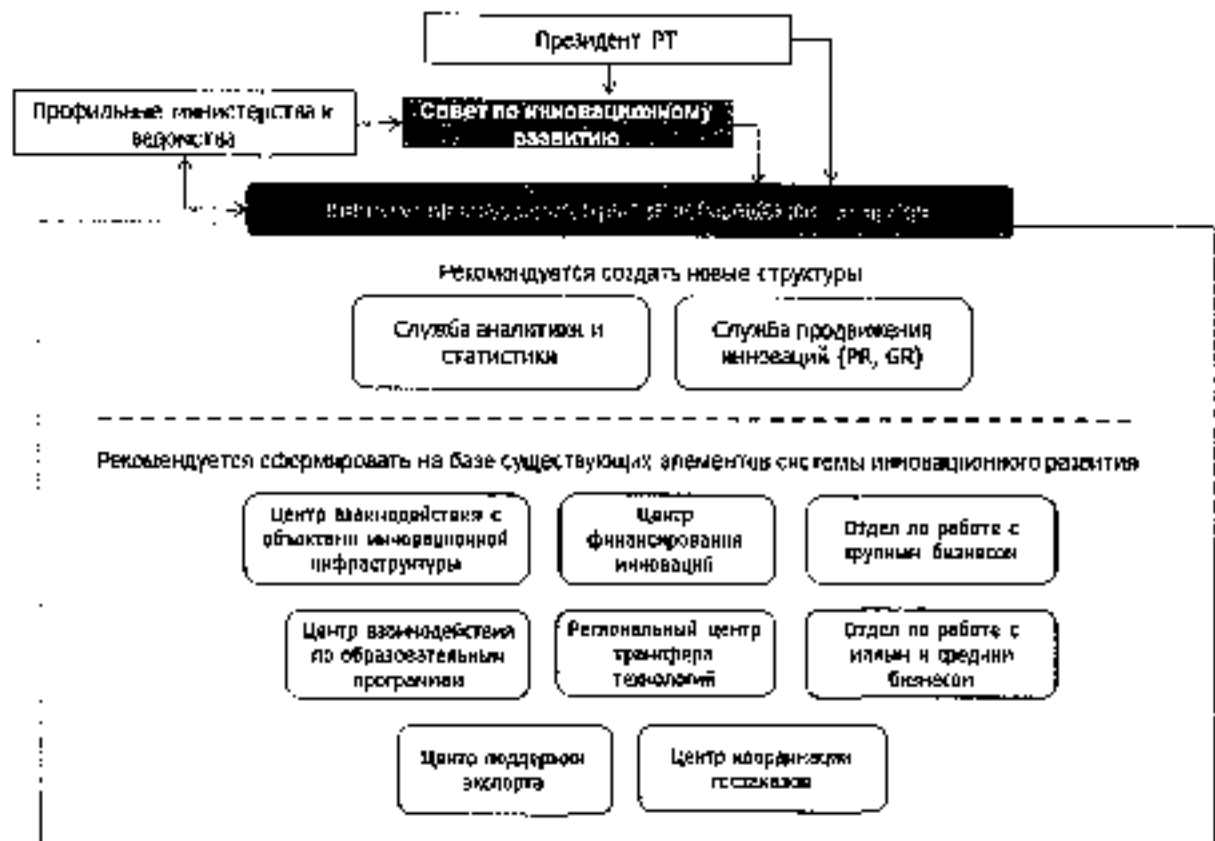 Президент РТ
Профильные министерства и
ведомства
Совет по инновационному
развитию
Рекомендуется создать новые структуры
Служба аналитики и
статистики
Служба продвижения
инноваций (PR, GR)
Рекомендуется сформировать на базе существующих элементов системы инновационного развития
Центр взаимодействия с
объектами инновационной
инфраструктуры
Центр
финансирования
инноваций
Отдел по работе с
крупным бизнесом
Центр взаимодействия
по образовательным
программам
Региональный центр
трансфера
технологий
Отдел по работе с
малым и средним
бизнесом
Центр поддержки
экспорта
Центр координации
госзаказов